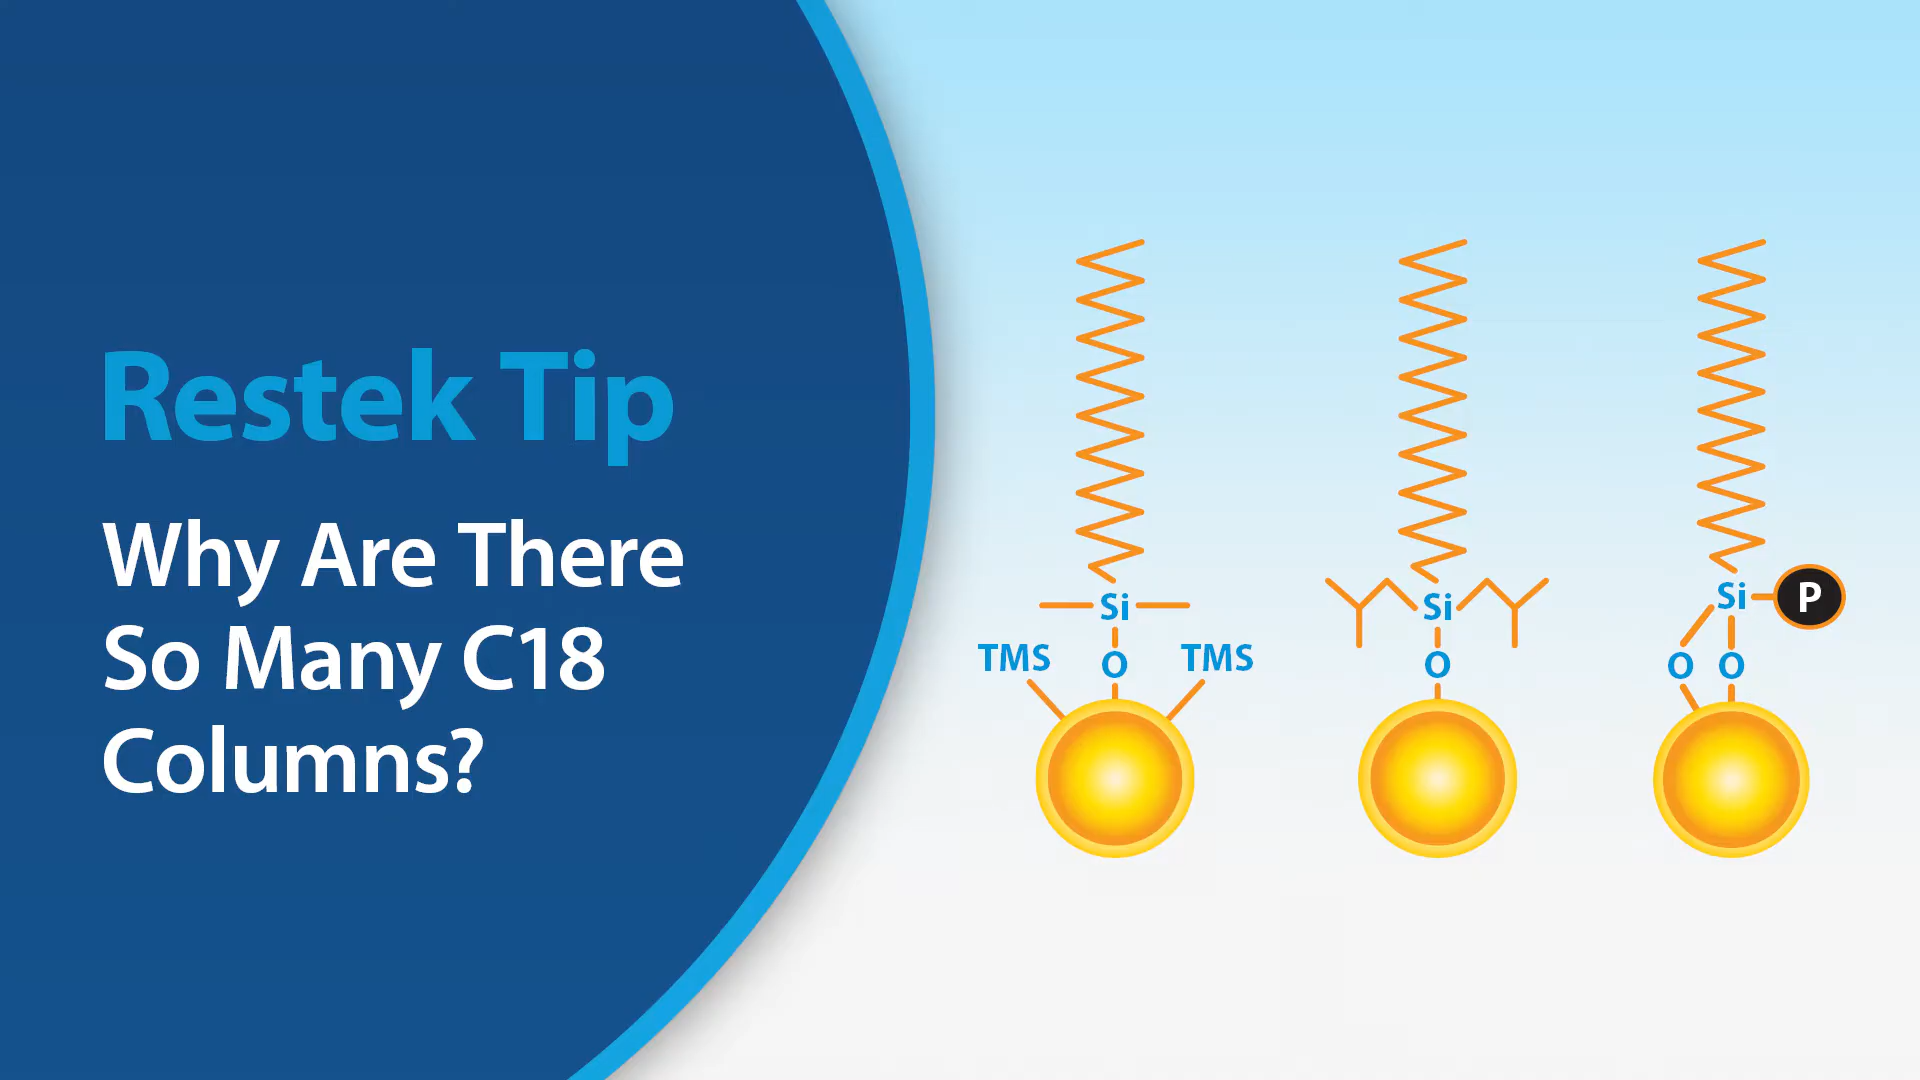 Restek Tip
Why Are There
So Many C18
Columns?
Si
TMS
O
TMS
Si
O
Si
P
O
O